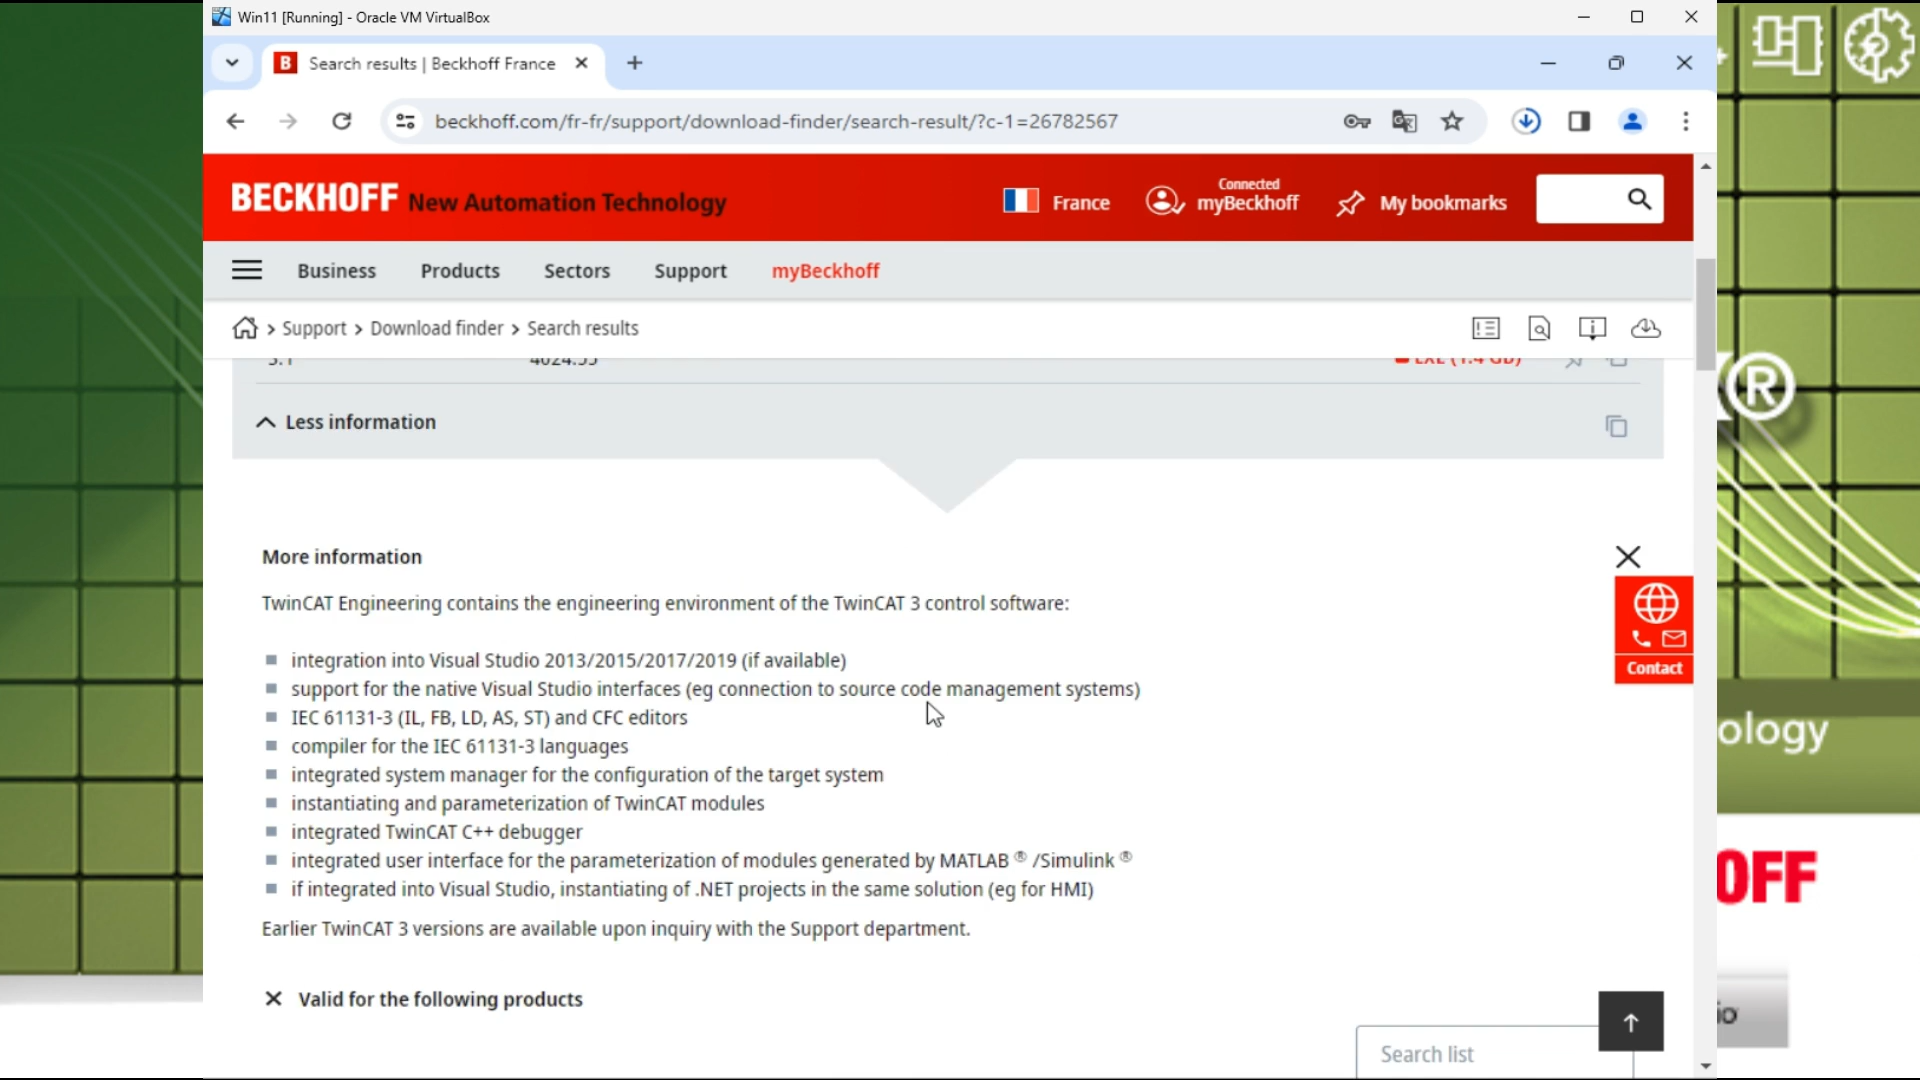 Win11 [Running] - Oracle VM VirtualBox
B Search results | Beckhoff France
beckhoff.com/fr-fr/support/download-finder/search-result/?c-1=26782567
BECKHOFF New Automation Technology
France
Connected
myBeckhoff
My bookmarks
Business Products Sectors Support myBeckhoff
> Support > Download finder > Search results
Less information
More information
TwinCAT Engineering contains the engineering environment of the TwinCAT 3 control software:
integration into Visual Studio 2013/2015/2017/2019 (if available)
support for the native Visual Studio interfaces (eg connection to source code management systems)
IEC 61131-3 (IL, FB, LD, AS, ST) and CFC editors
compiler for the IEC 61131-3 languages
integrated system manager for the configuration of the target system
instantiating and parameterization of TwinCAT modules
integrated TwinCAT C++ debugger
integrated user interface for the parameterization of modules generated by MATLAB ® /Simulink ®
if integrated into Visual Studio, instantiating of .NET projects in the same solution (eg for HMI)
Earlier TwinCAT 3 versions are available upon inquiry with the Support department.
Contact
Valid for the following products
Search list
®
ology
OFF